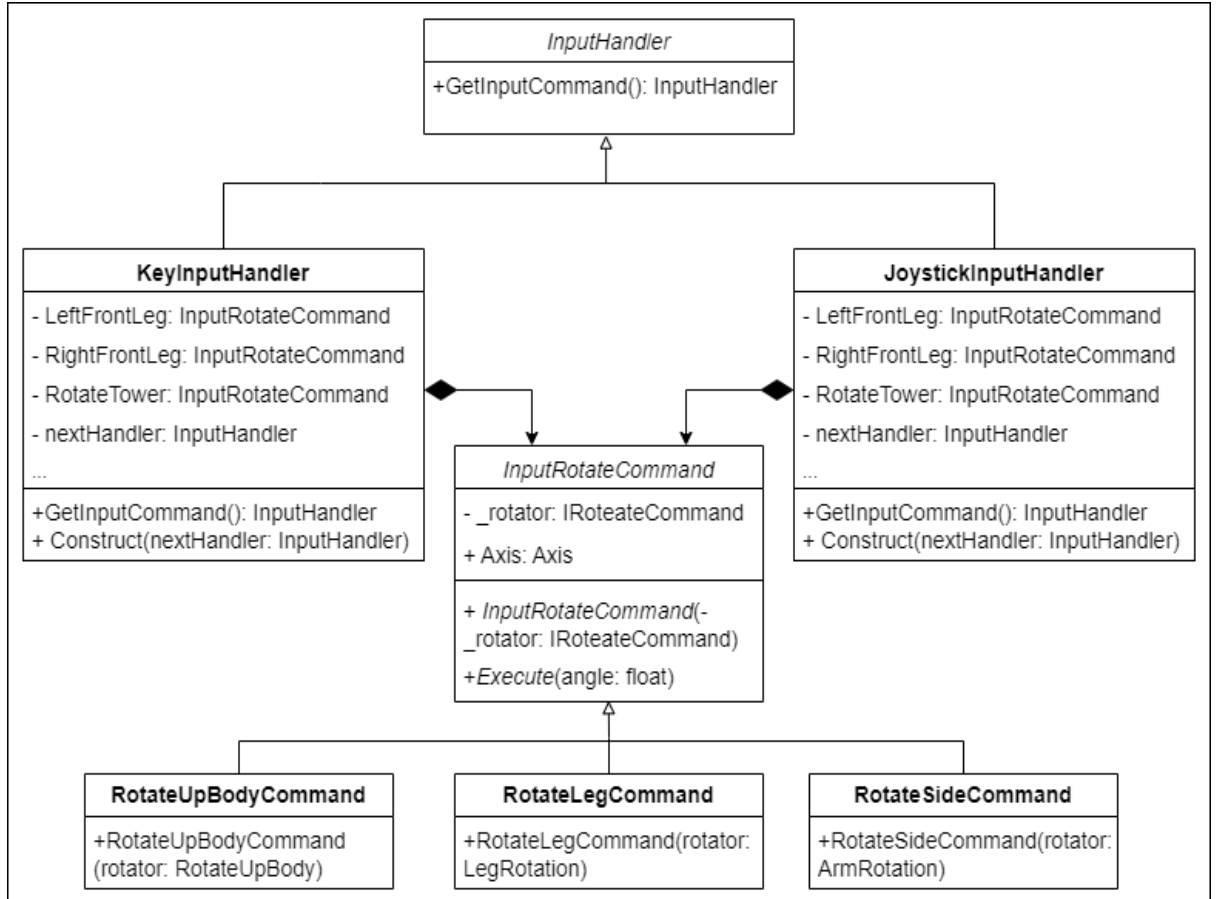 InputHandler
+GetInputCommand(): InputHandler
KeyInputHandler
- LeftFrontLeg: InputRotateCommand
- RightFrontLeg: InputRotateCommand
- RotateTower: InputRotateCommand
- nextHandler: InputHandler
...
+GetInputCommand(): InputHandler
+ Construct(nextHandler: InputHandler)
JoystickInputHandler
- LeftFrontLeg: InputRotateCommand
- RightFrontLeg: InputRotateCommand
- RotateTower: InputRotateCommand
- nextHandler: InputHandler
...
+GetInputCommand(): InputHandler
+ Construct(nextHandler: InputHandler)
InputRotateCommand
- _rotator: IRoteateCommand
+ Axis: Axis
+ InputRotateCommand(-
_rotator: IRoteateCommand)
+Execute(angle: float)
RotateUpBodyCommand
+RotateUpBodyCommand
(rotator: RotateUpBody)
RotateLegCommand
+RotateLegCommand(rotator:
LegRotation)
RotateSideCommand
+RotateSideCommand(rotator:
ArmRotation)